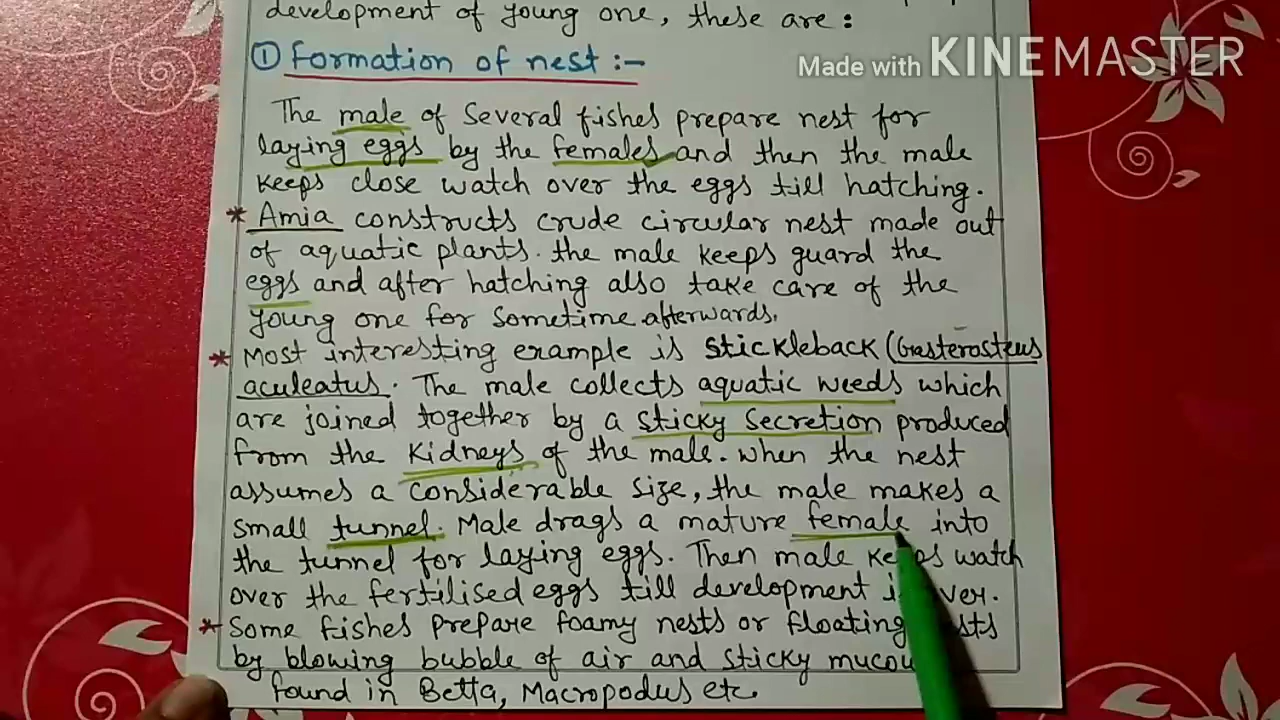 development of young one, these are :
Made with KINEMASTER
① Formation of nest :-
The male of several fishes prepare nest for
laying eggs by the females and then the male
keeps close watch over the eggs till hatching.
* Amia constructs crude circular nest made out
of aquatic plants. the male keeps guard the
eggs and after hatching also take care of the
young one for sometime afterwards.
* Most interesting example is stickleback (Gasterosteus
aculeatus. The male collects aquatic weeds which
are joined together by a sticky secretion produced
from the kidneys of the male. when the nest
assumes a considerable size, the male makes a
small tunnel. Male drags a mature female into
the tunnel for laying eggs. Then male keeps watch
over the fertilised eggs till development over.
* Some fishes prepare foamy nests or floating
by blowing bubble of air and sticky
found in Betta, Macropodus etc.